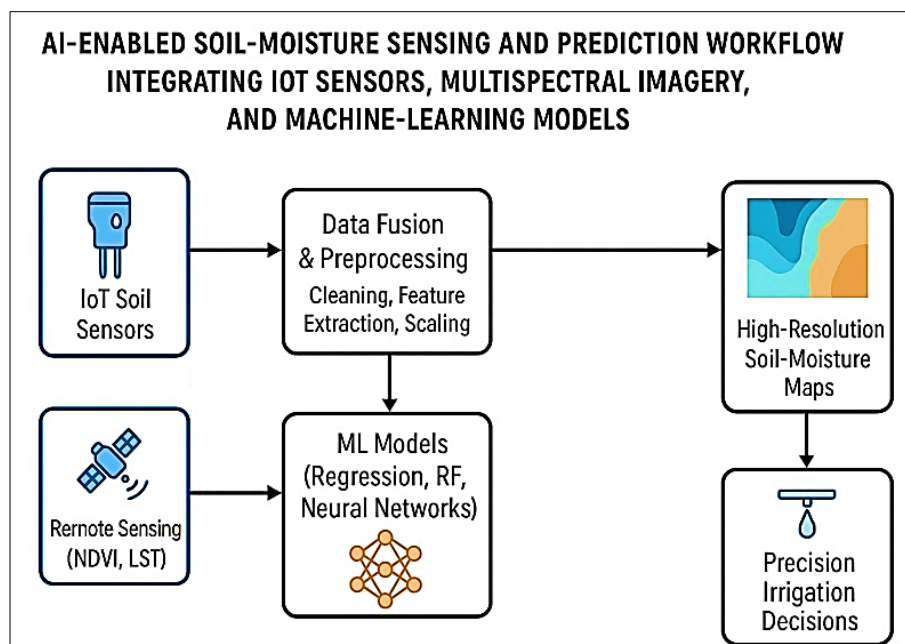 AI-ENABLED SOIL-MOISTURE SENSING AND PREDICTION WORKFLOW
INTEGRATING IOT SENSORS, MULTISPECTRAL IMAGERY,
AND MACHINE-LEARNING MODELS
IoT Soil
Sensors
Data Fusion
& Preprocessing
Cleaning, Feature
Extraction, Scaling
High-Resolution
Soil-Moisture
Maps
Rernote Sensing
(NDVI, LST)
ML Models
(Regression, RF,
Neural Networks)
Precision
Irrigation
Decisions